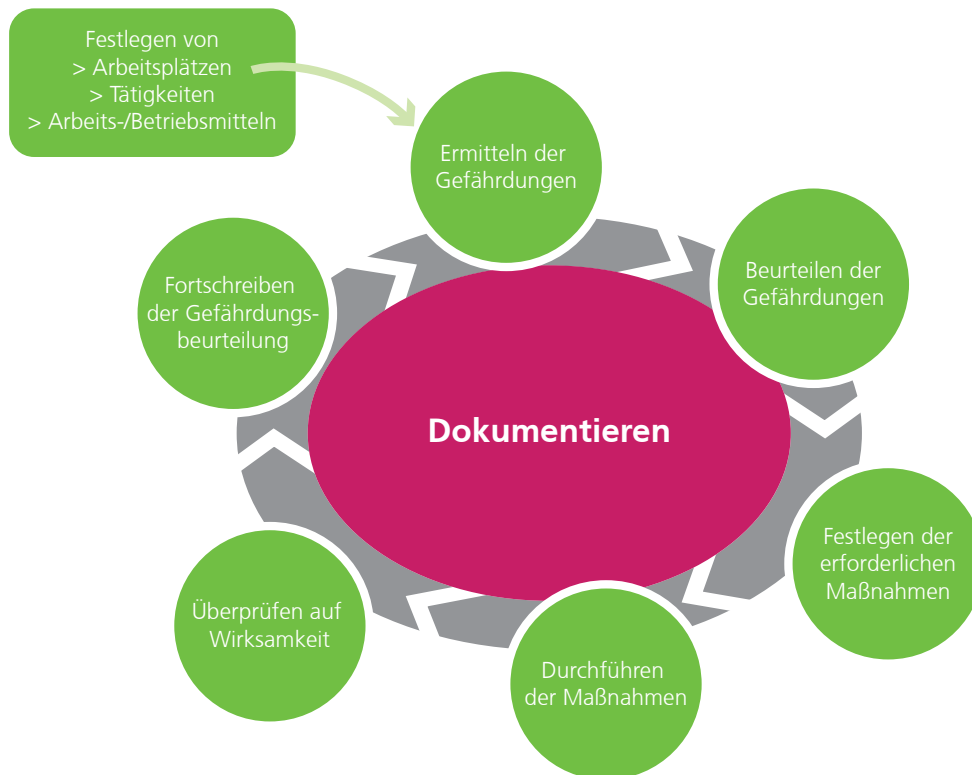 Festlegen von
> Arbeitsplätzen
> Tätigkeiten
> Arbeits-/Betriebsmitteln
Ermitteln der
Gefährdungen
Beurteilen der
Gefährdungen
Festlegen der
erforderlichen
Maßnahmen
Durchführen
der Maßnahmen
Überprüfen auf
Wirksamkeit
Fortschreiben
der Gefährdungs-
beurteilung
Dokumentieren